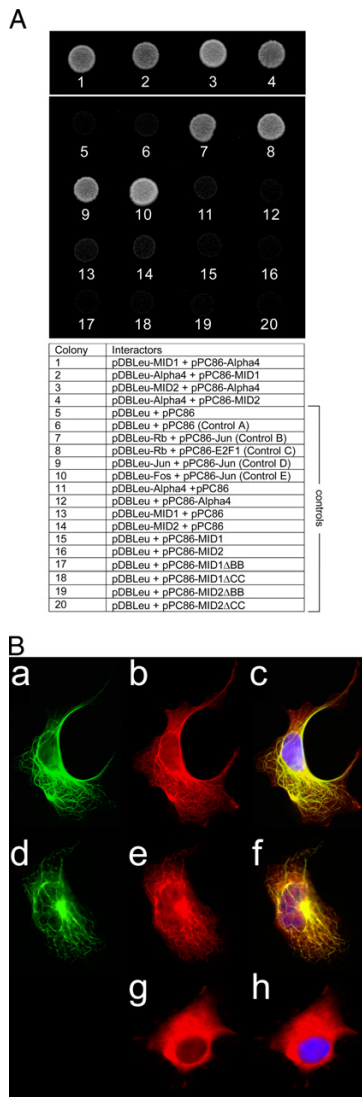 A
1 2 3 4
5 6 7 8
9 10 11 12
13 14 15 16
17 18 19 20
Colony Interactors
1 pDBLeu-MID1 + pPC86-Alpha4
2 pDBLeu-Alpha4 + pPC86-MID1
3 pDBLeu-MID2 + pPC86-Alpha4
4 pDBLeu-Alpha4 + pPC86-MID2
5 pDBLeu + pPC86
6 pDBLeu + pPC86 (Control A)
7 pDBLeu-Rb + pPC86-Jun (Control B)
8 pDBLeu-Rb + pPC86-E2F1 (Control C)
9 pDBLeu-Jun + pPC86-Jun (Control D)
10 pDBLeu-Fos + pPC86-Jun (Control E)
11 pDBLeu-Alpha4 +pPC86
12 pDBLeu + pPC86-Alpha4
13 pDBLeu-MID1 + pPC86
14 pDBLeu-MID2 + pPC86
15 pDBLeu + pPC86-MID1
16 pDBLeu + pPC86-MID2
17 pDBLeu + pPC86-MID1ΔBB
18 pDBLeu + pPC86-MID1ΔCC
19 pDBLeu + pPC86-MID2ΔBB
20 pDBLeu + pPC86-MID2ΔCC
controls
B
a b c
d e f
g h